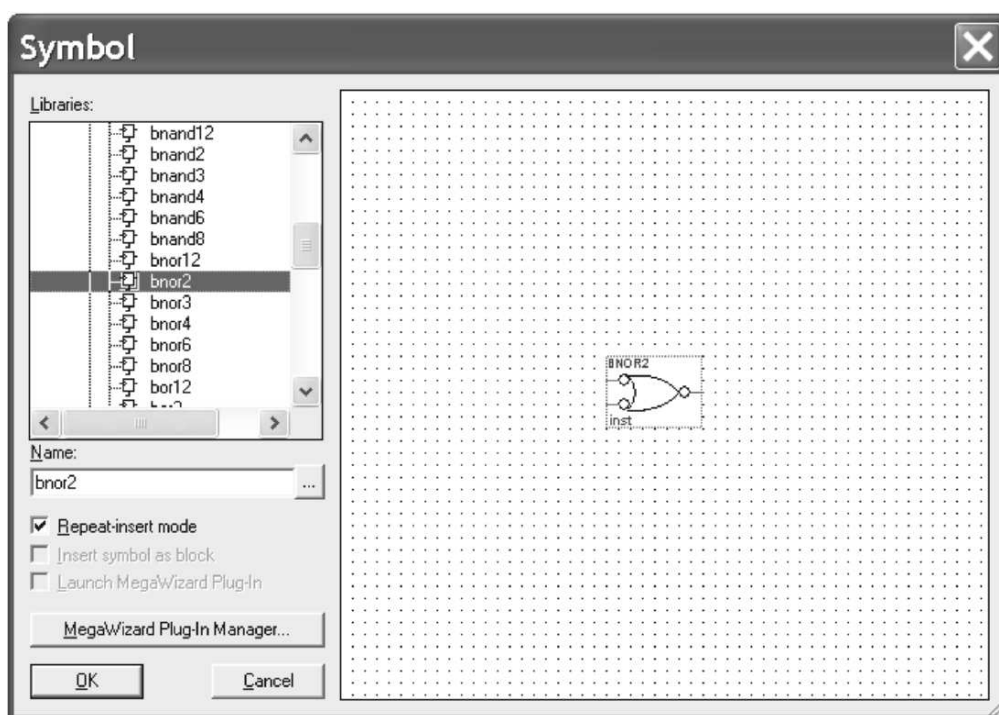 Symbol
Libraries:
bnand12
bnand2
bnand3
bnand4
bnand6
bnand8
bnor12
bnor2
bnor3
bnor4
bnor6
bnor8
bor12
Name:
bnor2
...
Repeat-insert mode
Insert symbol as block
Launch MegaWizard Plug-In
MegaWizard Plug-In Manager...
OK
Cancel
BNOR2
inst